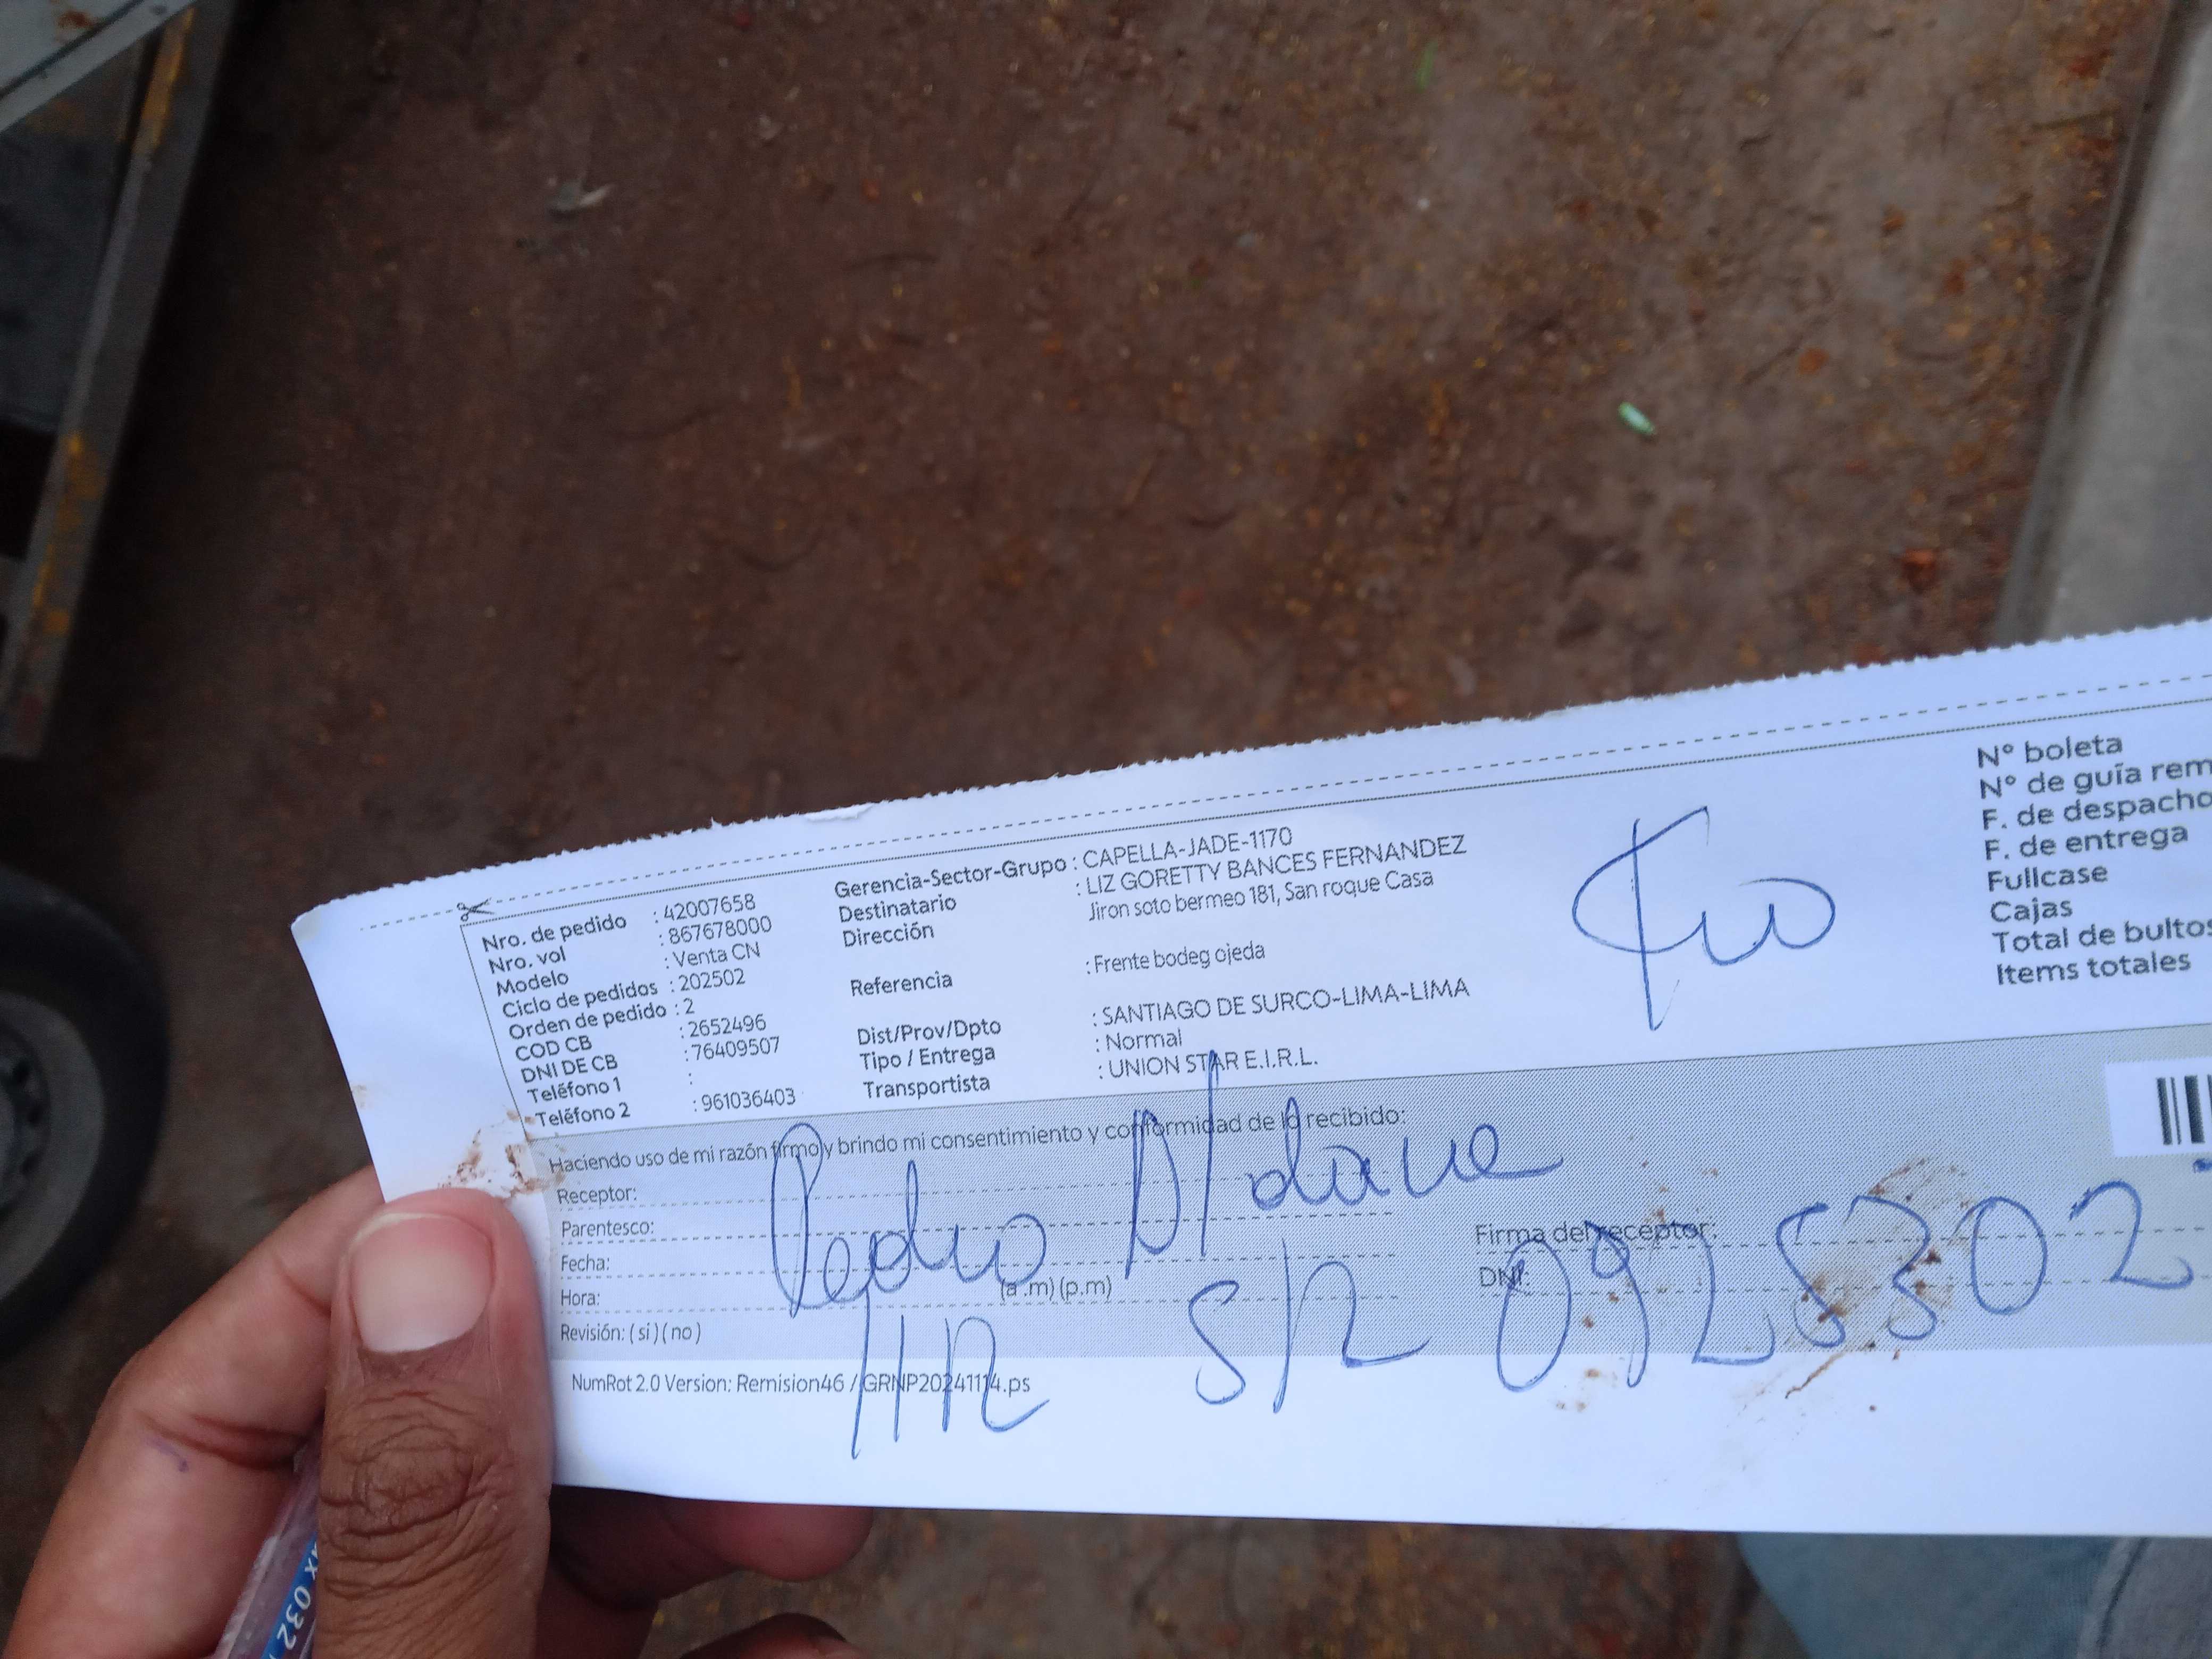 Nro. de pedido : 42007658
Nro. vol : 867678000
Modelo : Venta CN
Ciclo de pedidos : 202502
Orden de pedido : 2
COD CB : 2652496
DNI DE CB : 76409507
Teléfono 1 :
Teléfono 2 : 961036403
Gerencia-Sector-Grupo : CAPELLA-JADE-1170
Destinatario : LIZ GORETTY BANCES FERNANDEZ
Dirección Jiron soto bermeo 181, San roque Casa
Referencia : Frente bodeg ojeda
Dist/Prov/Dpto : SANTIAGO DE SURCO-LIMA-LIMA
Tipo / Entrega : Normal
Transportista : UNION STAR E.I.R.L.
N° boleta
N° de guía rem
F. de despacho
F. de entrega
Fullcase
Cajas
Total de bultos
Items totales
Haciendo uso de mi razón firmo y brindo mi consentimiento y conformidad de lo recibido:
Receptor:
Parentesco:
Fecha:
Hora: (a.m) (p.m)
Revisión: ( si ) ( no )
Pedro Aldave
Firma del receptor:
DNI:
NumRot 2.0 Version: Remision46 / GRNP20241114.ps
032